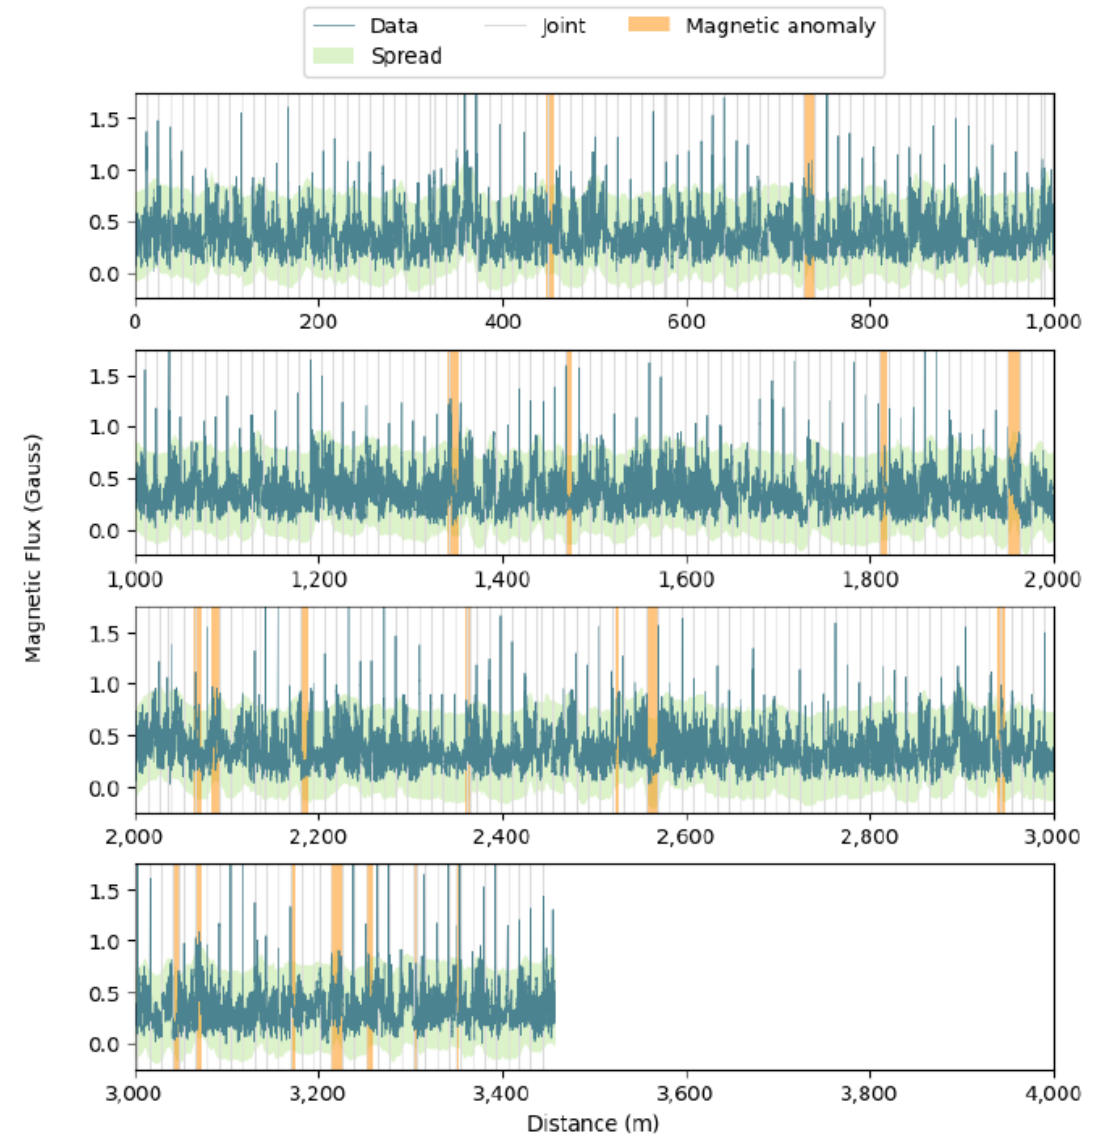 Data Joint Magnetic anomaly
Spread
1.5
1.0
0.5
0.0
0 200 400 600 800 1,000
1.5
1.0
0.5
0.0
1,000 1,200 1,400 1,600 1,800 2,000
Magnetic Flux (Gauss)
1.5
1.0
0.5
0.0
2,000 2,200 2,400 2,600 2,800 3,000
1.5
1.0
0.5
0.0
3,000 3,200 3,400 3,600 3,800 4,000
Distance (m)